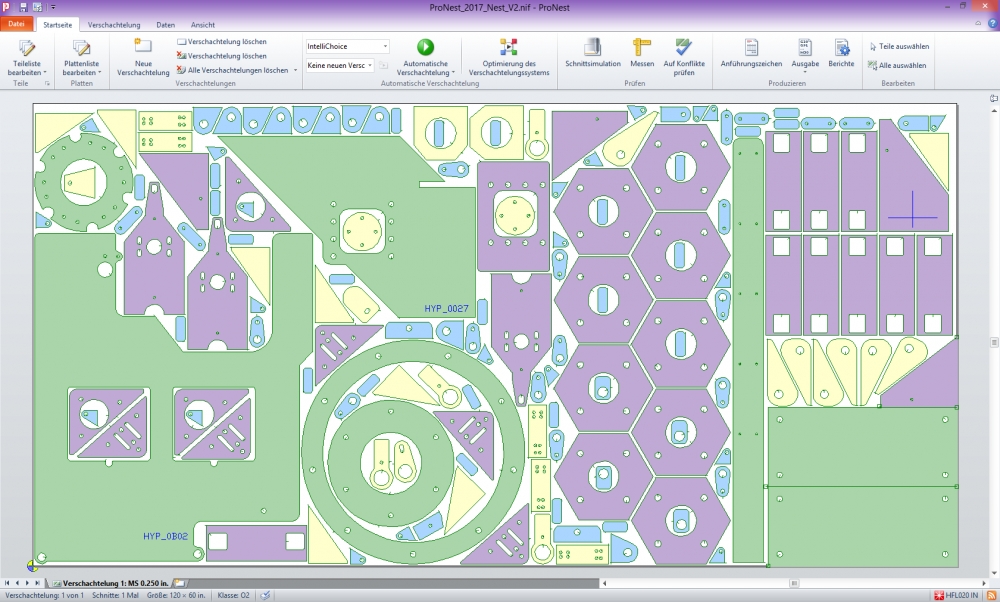 ProNest_2017_Nest_V2.nif - ProNest
Datei Startseite Verschachtelung Daten Ansicht
Teileliste bearbeiten
Teile
Plattenliste bearbeiten
Platten
Neue Verschachtelung
Verschachtelung löschen
Verschachtelung löschen
Alle Verschachtelungen löschen
Verschachtelungen
IntelliChoice
Keine neuen Versc
Automatische Verschachtelung
Optimierung des Verschachtelungssystems
Automatische Verschachtelung
Schnittsimulation
Messen
Auf Konflikte prüfen
Prüfen
Anführungszeichen
Ausgabe
Berichte
Produzieren
Teile auswählen
Alle auswählen
Bearbeiten
HYP_0027
HYP_0B02
Verschachtelung 1: MS 0.250 in.
Verschachtelung: 1 von 1 Schnitte: 1 Mal Größe: 120 × 60 in. Klasse: O2
HFL020 IN